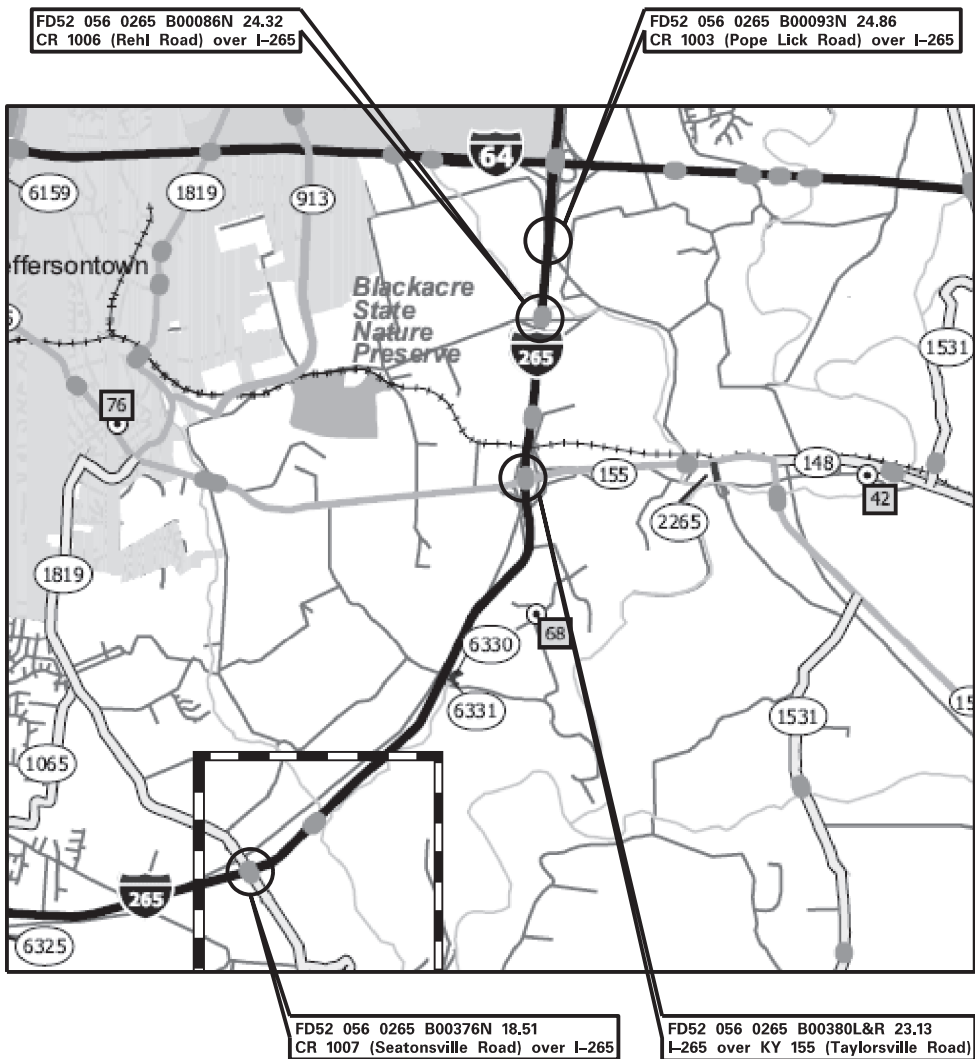 FD52 056 0265 B00086N 24.32
CR 1006 (Rehl Road) over I–265
FD52 056 0265 B00093N 24.86
CR 1003 (Pope Lick Road) over I–265
64
6159
1819
913
effersontown
Blackacre
State
Nature
Preserve
265
1531
76
155
148
42
2265
1819
68
6330
6331
1531
15
1065
265
6325
FD52 056 0265 B00376N 18.51
CR 1007 (Seatonsville Road) over I–265
FD52 056 0265 B00380L&R 23.13
I–265 over KY 155 (Taylorsville Road)